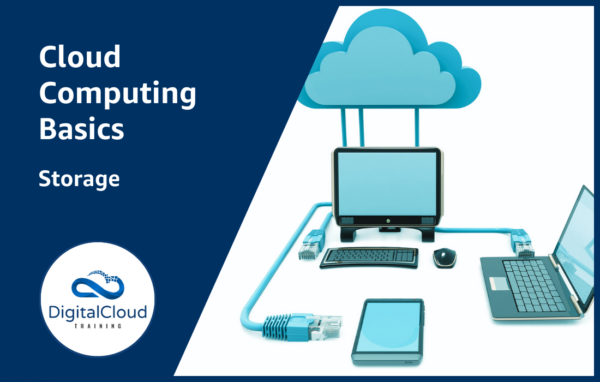 Cloud
Computing
Basics
Storage
DigitalCloud
TRAINING